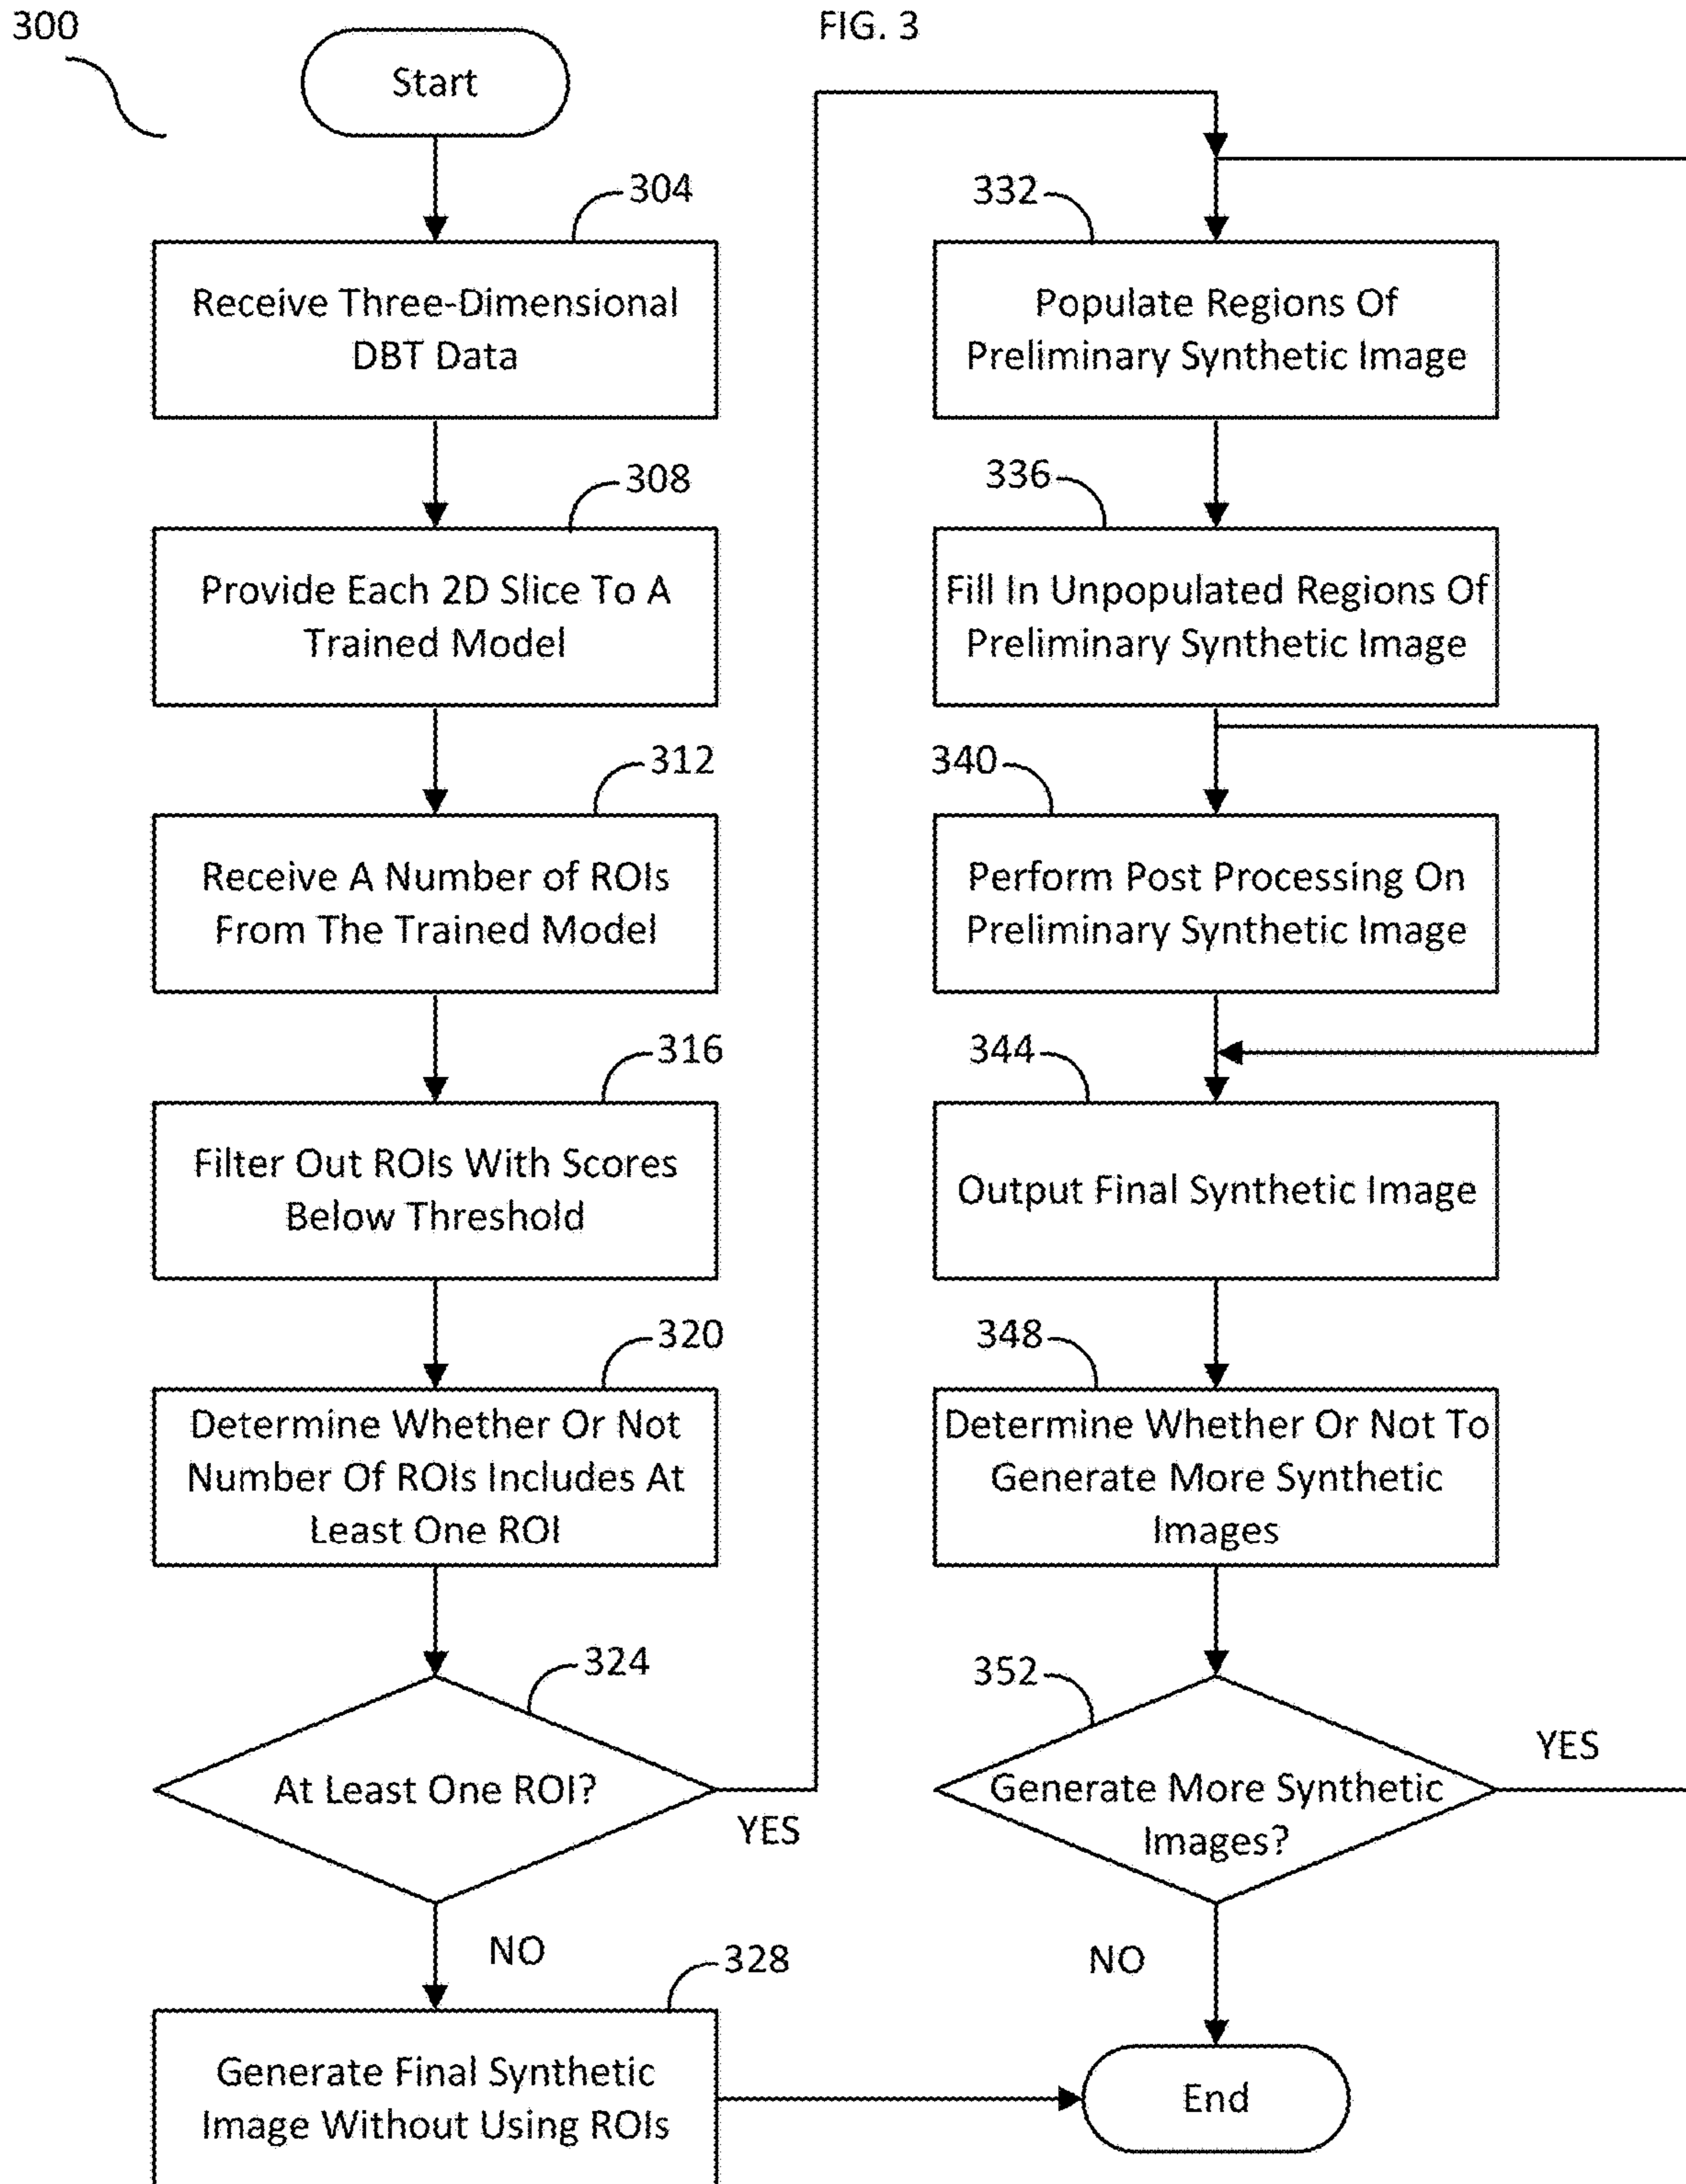 300
FIG. 3
Start
304
Receive Three-Dimensional
DBT Data
308
Provide Each 2D Slice To A
Trained Model
312
Receive A Number of ROIs
From The Trained Model
316
Filter Out ROIs With Scores
Below Threshold
320
Determine Whether Or Not
Number Of ROIs Includes At
Least One ROI
324
At Least One ROI?
YES
NO
328
Generate Final Synthetic
Image Without Using ROIs
332
Populate Regions Of
Preliminary Synthetic Image
336
Fill In Unpopulated Regions Of
Preliminary Synthetic Image
340
Perform Post Processing On
Preliminary Synthetic Image
344
Output Final Synthetic Image
348
Determine Whether Or Not To
Generate More Synthetic
Images
352
Generate More Synthetic
Images?
YES
NO
End